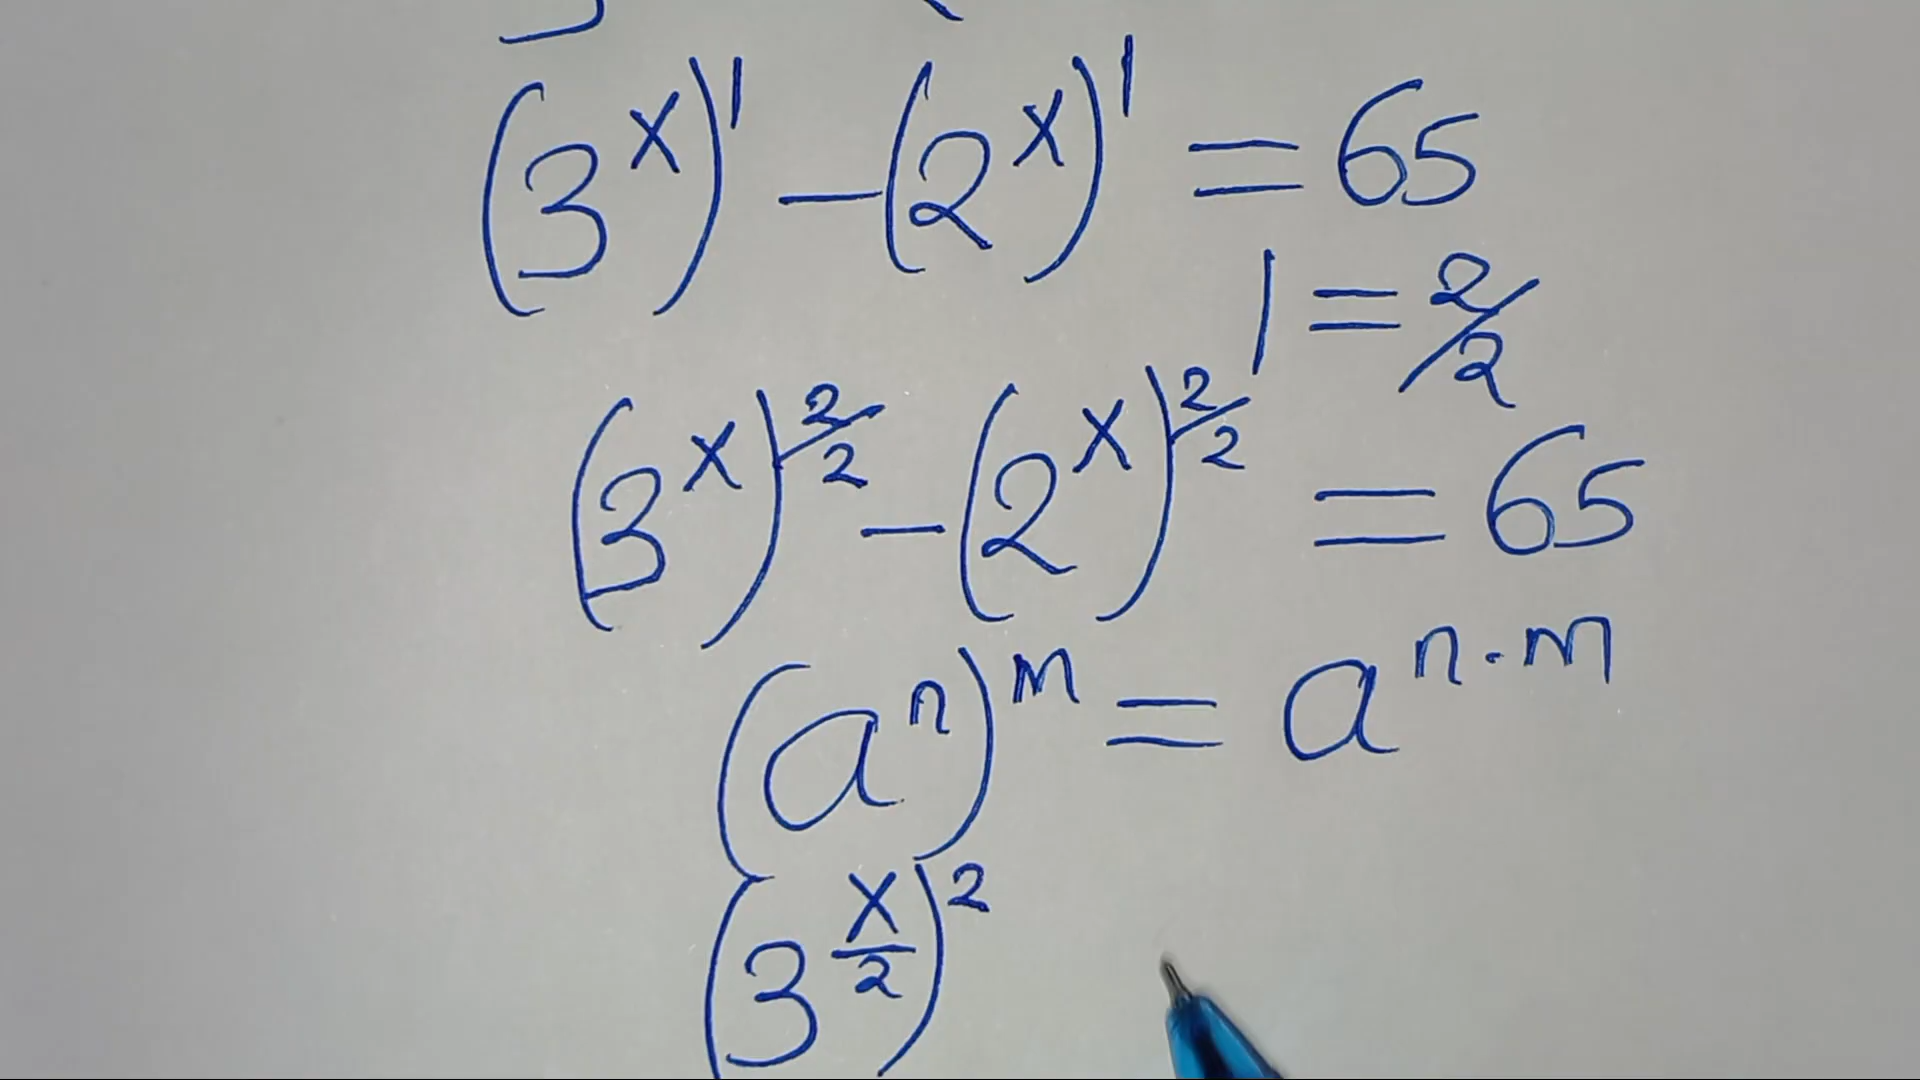 (3^x)^1 - (2^x)^1 = 65
1 = 2/2
(3^x)^(2/2) - (2^x)^(2/2) = 65
(a^n)^m = a^(n·m)
(3^(x/2))^2